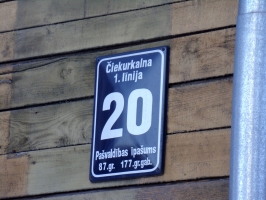 Čiekurkalna
1. līnija
20
Pašvaldības īpašums
87.gr. 177.gr.gab.